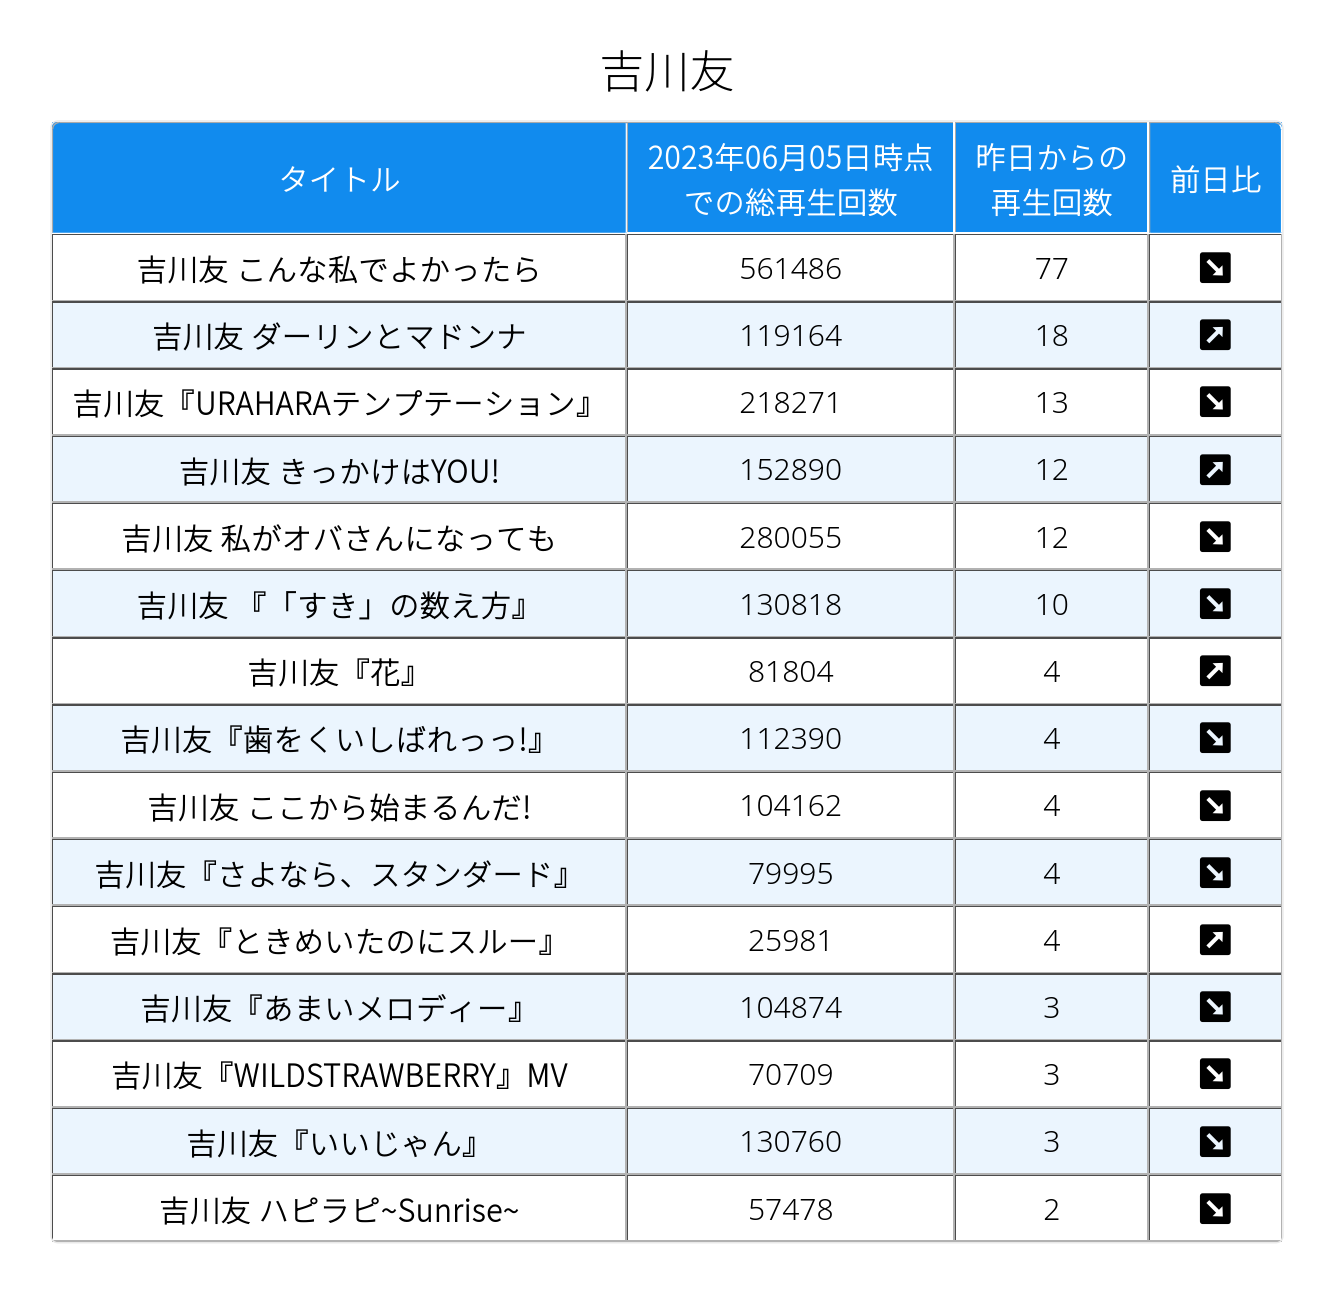 吉川友
タイトル
2023年06月05日時点
での総再生回数
昨日からの
再生回数
前日比
吉川友 こんな私でよかったら 561486 77 ↘
吉川友 ダーリンとマドンナ 119164 18 ↗
吉川友『URAHARAテンプテーション』 218271 13 ↘
吉川友 きっかけはYOU! 152890 12 ↗
吉川友 私がオバさんになっても 280055 12 ↘
吉川友 『「すき」の数え方』 130818 10 ↘
吉川友『花』 81804 4 ↗
吉川友『歯をくいしばれっっ!』 112390 4 ↘
吉川友 ここから始まるんだ! 104162 4 ↘
吉川友『さよなら、スタンダード』 79995 4 ↘
吉川友『ときめいたのにスルー』 25981 4 ↗
吉川友『あまいメロディー』 104874 3 ↘
吉川友『WILDSTRAWBERRY』MV 70709 3 ↘
吉川友『いいじゃん』 130760 3 ↘
吉川友 ハピラピ~Sunrise~ 57478 2 ↘